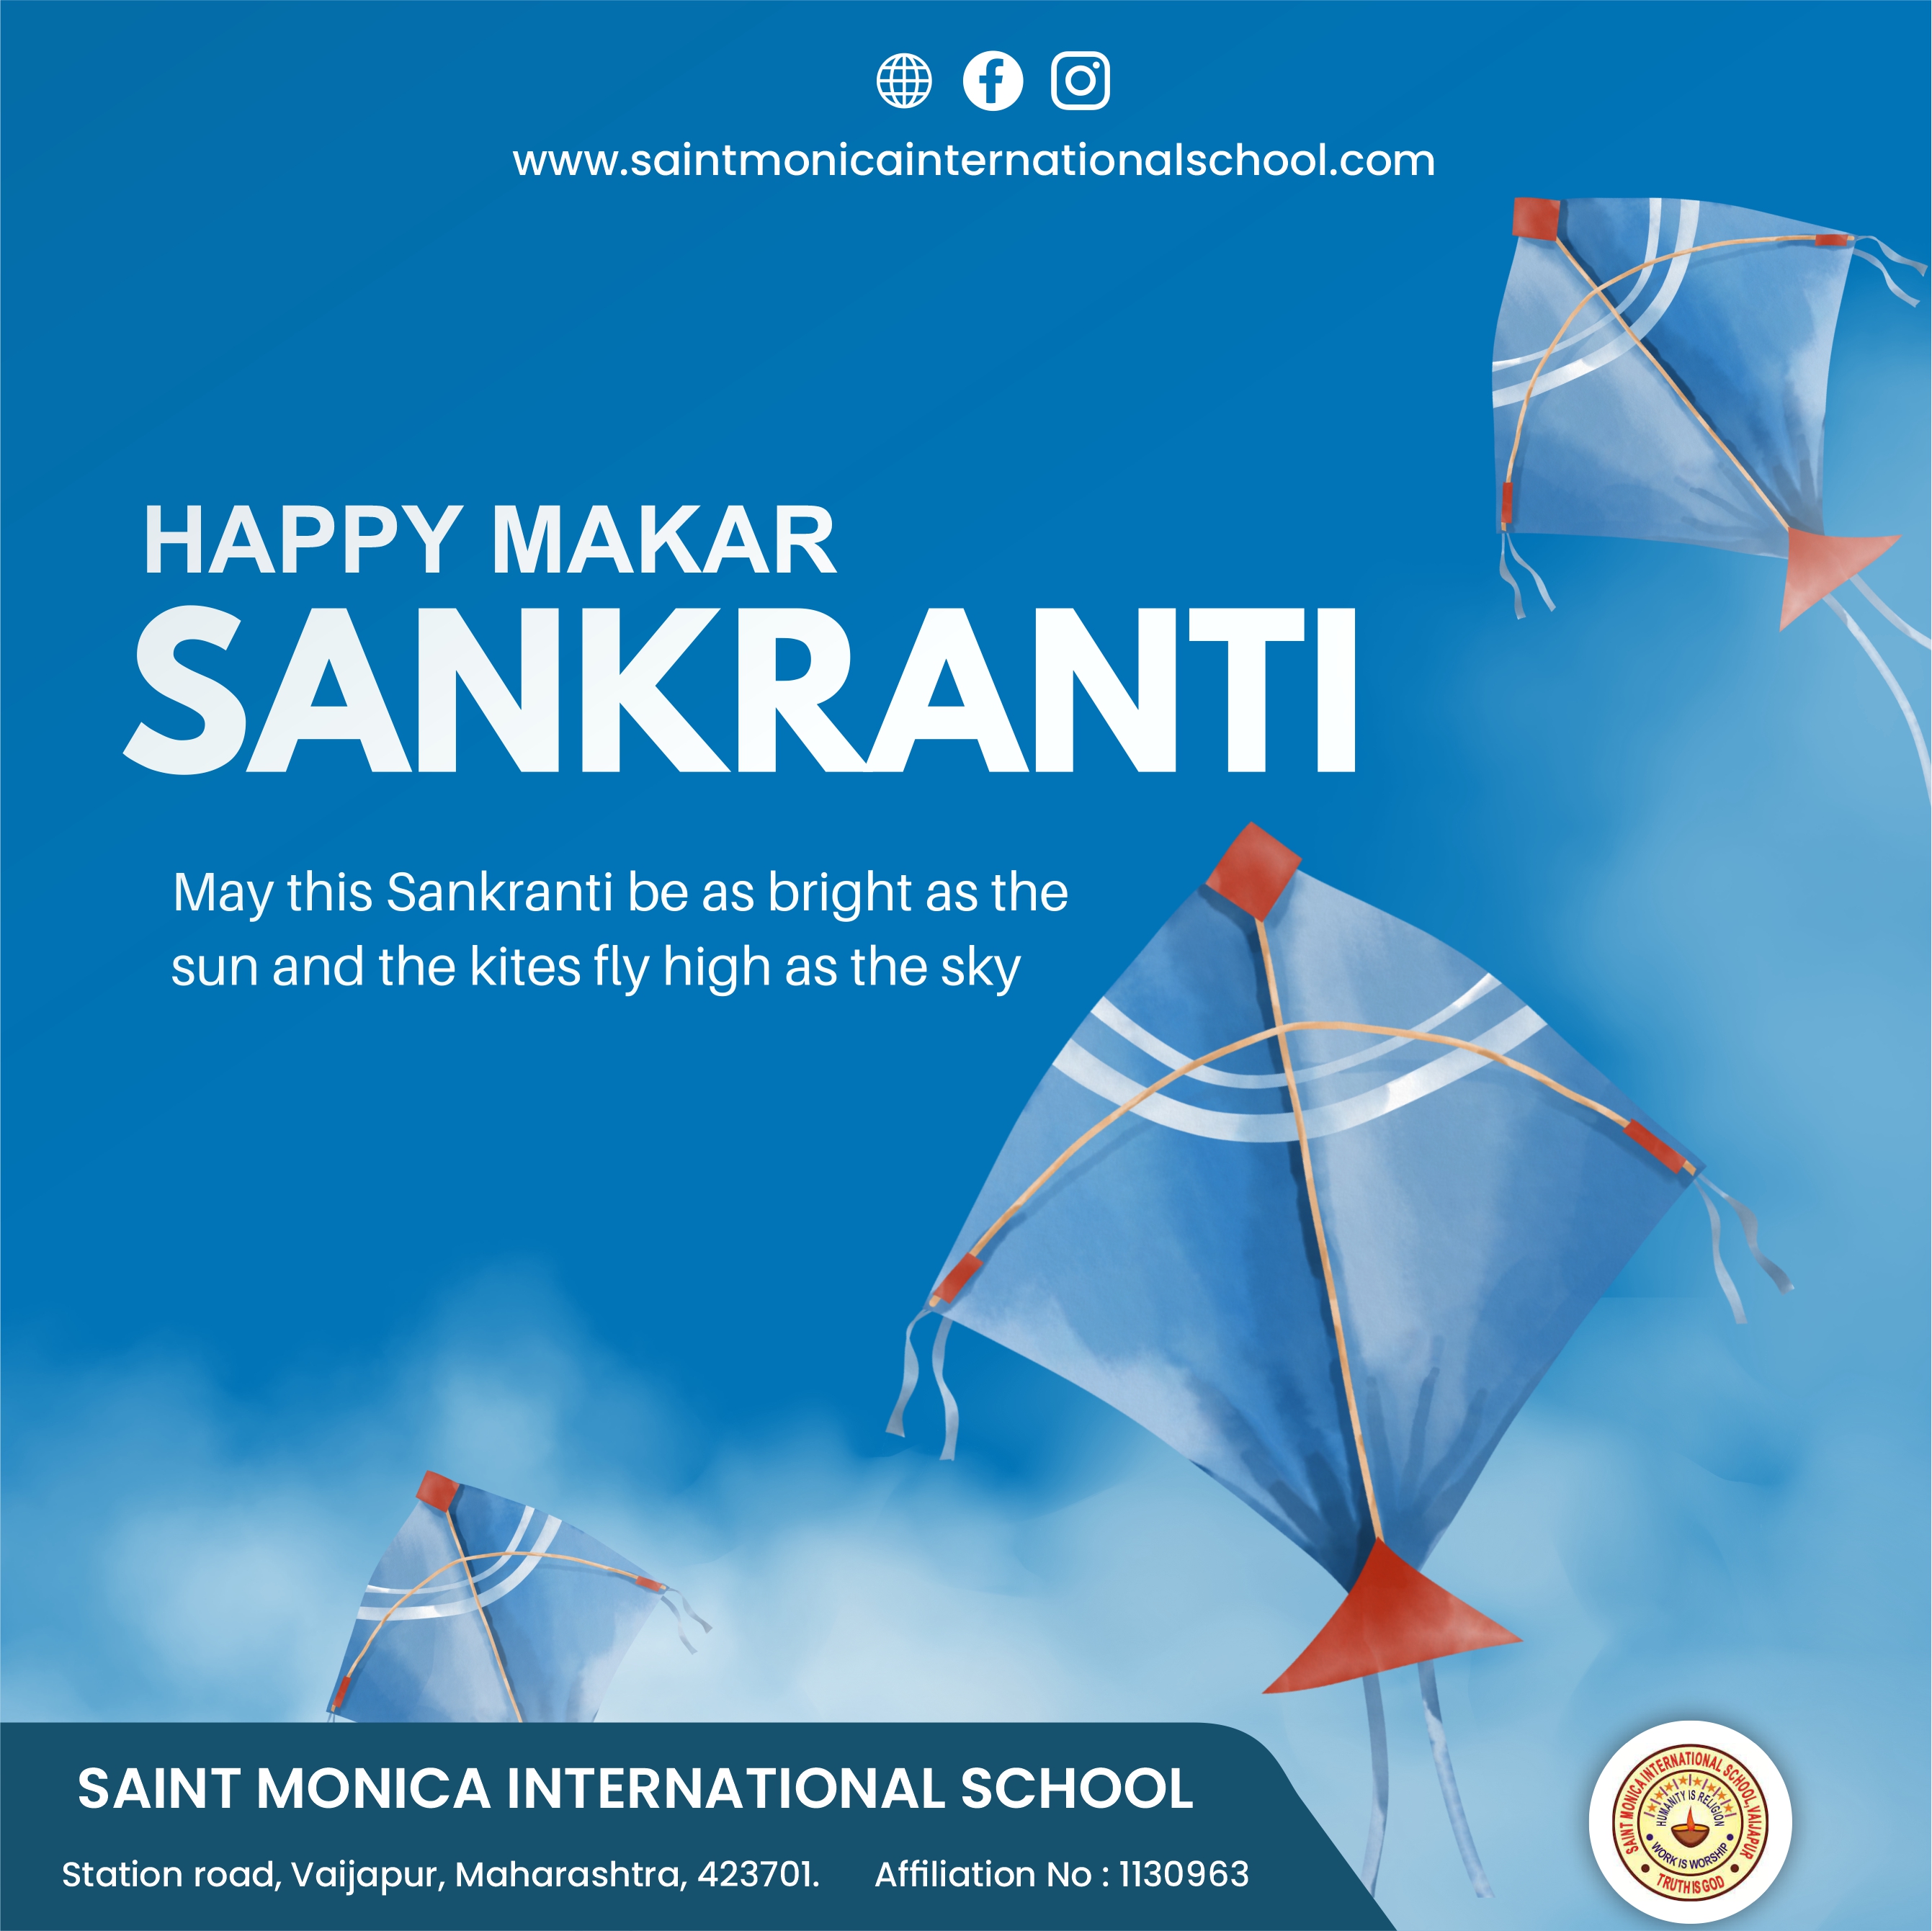 www.saintmonicainternationalschool.com
HAPPY MAKAR
SANKRANTI
May this Sankranti be as bright as the
sun and the kites fly high as the sky
SAINT MONICA INTERNATIONAL SCHOOL
Station road, Vaijapur, Maharashtra, 423701. Affiliation No : 1130963
SAINT MONICA INTERNATIONAL SCHOOL, VAIJAPUR
HUMANITY IS RELIGION
WORK IS WORSHIP
TRUTH IS GOD